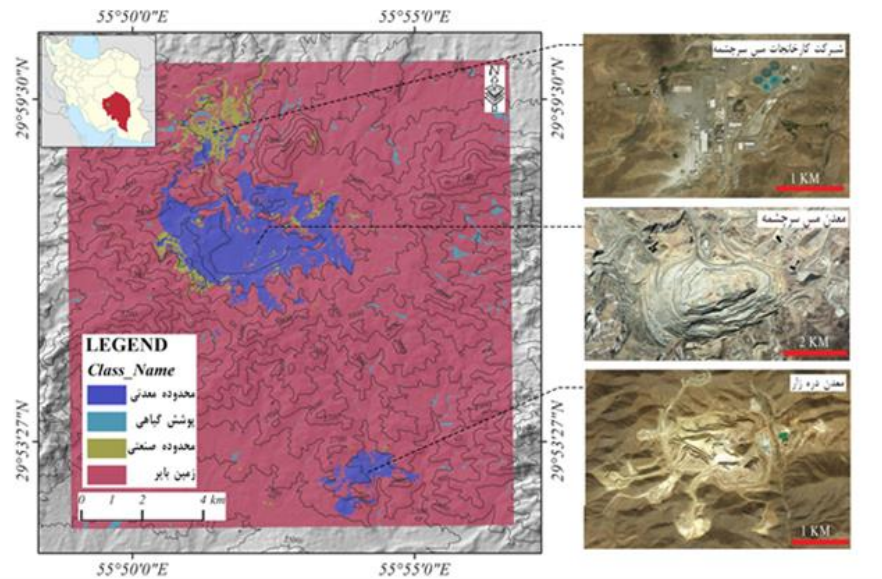 55°50'0"E
55°55'0"E
29°59'30"N
29°59'30"N
29°53'27"N
29°53'27"N
N
LEGEND
Class_Name
محدوده معدنی
پوشش گیاهی
محدوده صنعتی
زمین بایر
0 1 2 4 km
55°50'0"E
55°55'0"E
شرکت کارخانجات مس سرچشمه
1 KM
معدن مس سرچشمه
2 KM
معدن دره زار
1 KM